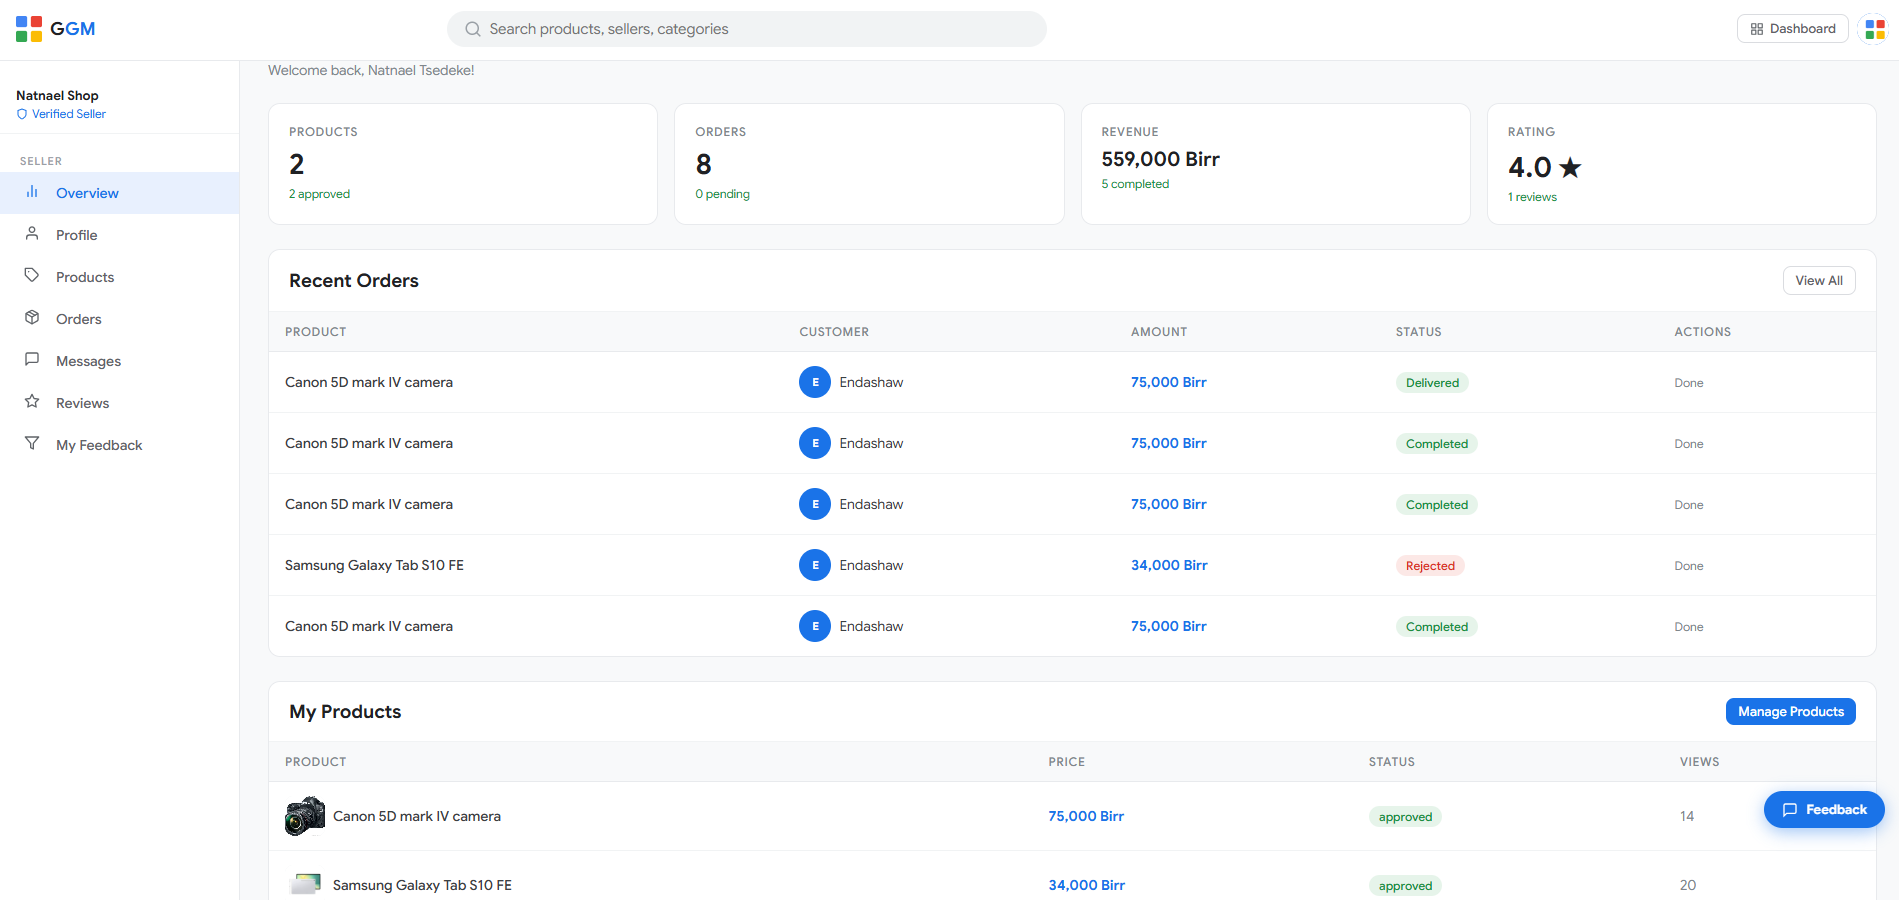 GGM
Search products, sellers, categories
Dashboard
Natnael Shop
Verified Seller
SELLER
Overview
Profile
Products
Orders
Messages
Reviews
My Feedback
Welcome back, Natnael Tsedeke!
PRODUCTS
2
2 approved
ORDERS
8
0 pending
REVENUE
559,000 Birr
5 completed
RATING
4.0 ★
1 reviews
Recent Orders
View All
PRODUCT CUSTOMER AMOUNT STATUS ACTIONS
Canon 5D mark IV camera E Endashaw 75,000 Birr Delivered Done
Canon 5D mark IV camera E Endashaw 75,000 Birr Completed Done
Canon 5D mark IV camera E Endashaw 75,000 Birr Completed Done
Samsung Galaxy Tab S10 FE E Endashaw 34,000 Birr Rejected Done
Canon 5D mark IV camera E Endashaw 75,000 Birr Completed Done
My Products
Manage Products
PRODUCT PRICE STATUS VIEWS
Canon 5D mark IV camera 75,000 Birr approved 14
Feedback
Samsung Galaxy Tab S10 FE 34,000 Birr approved 20